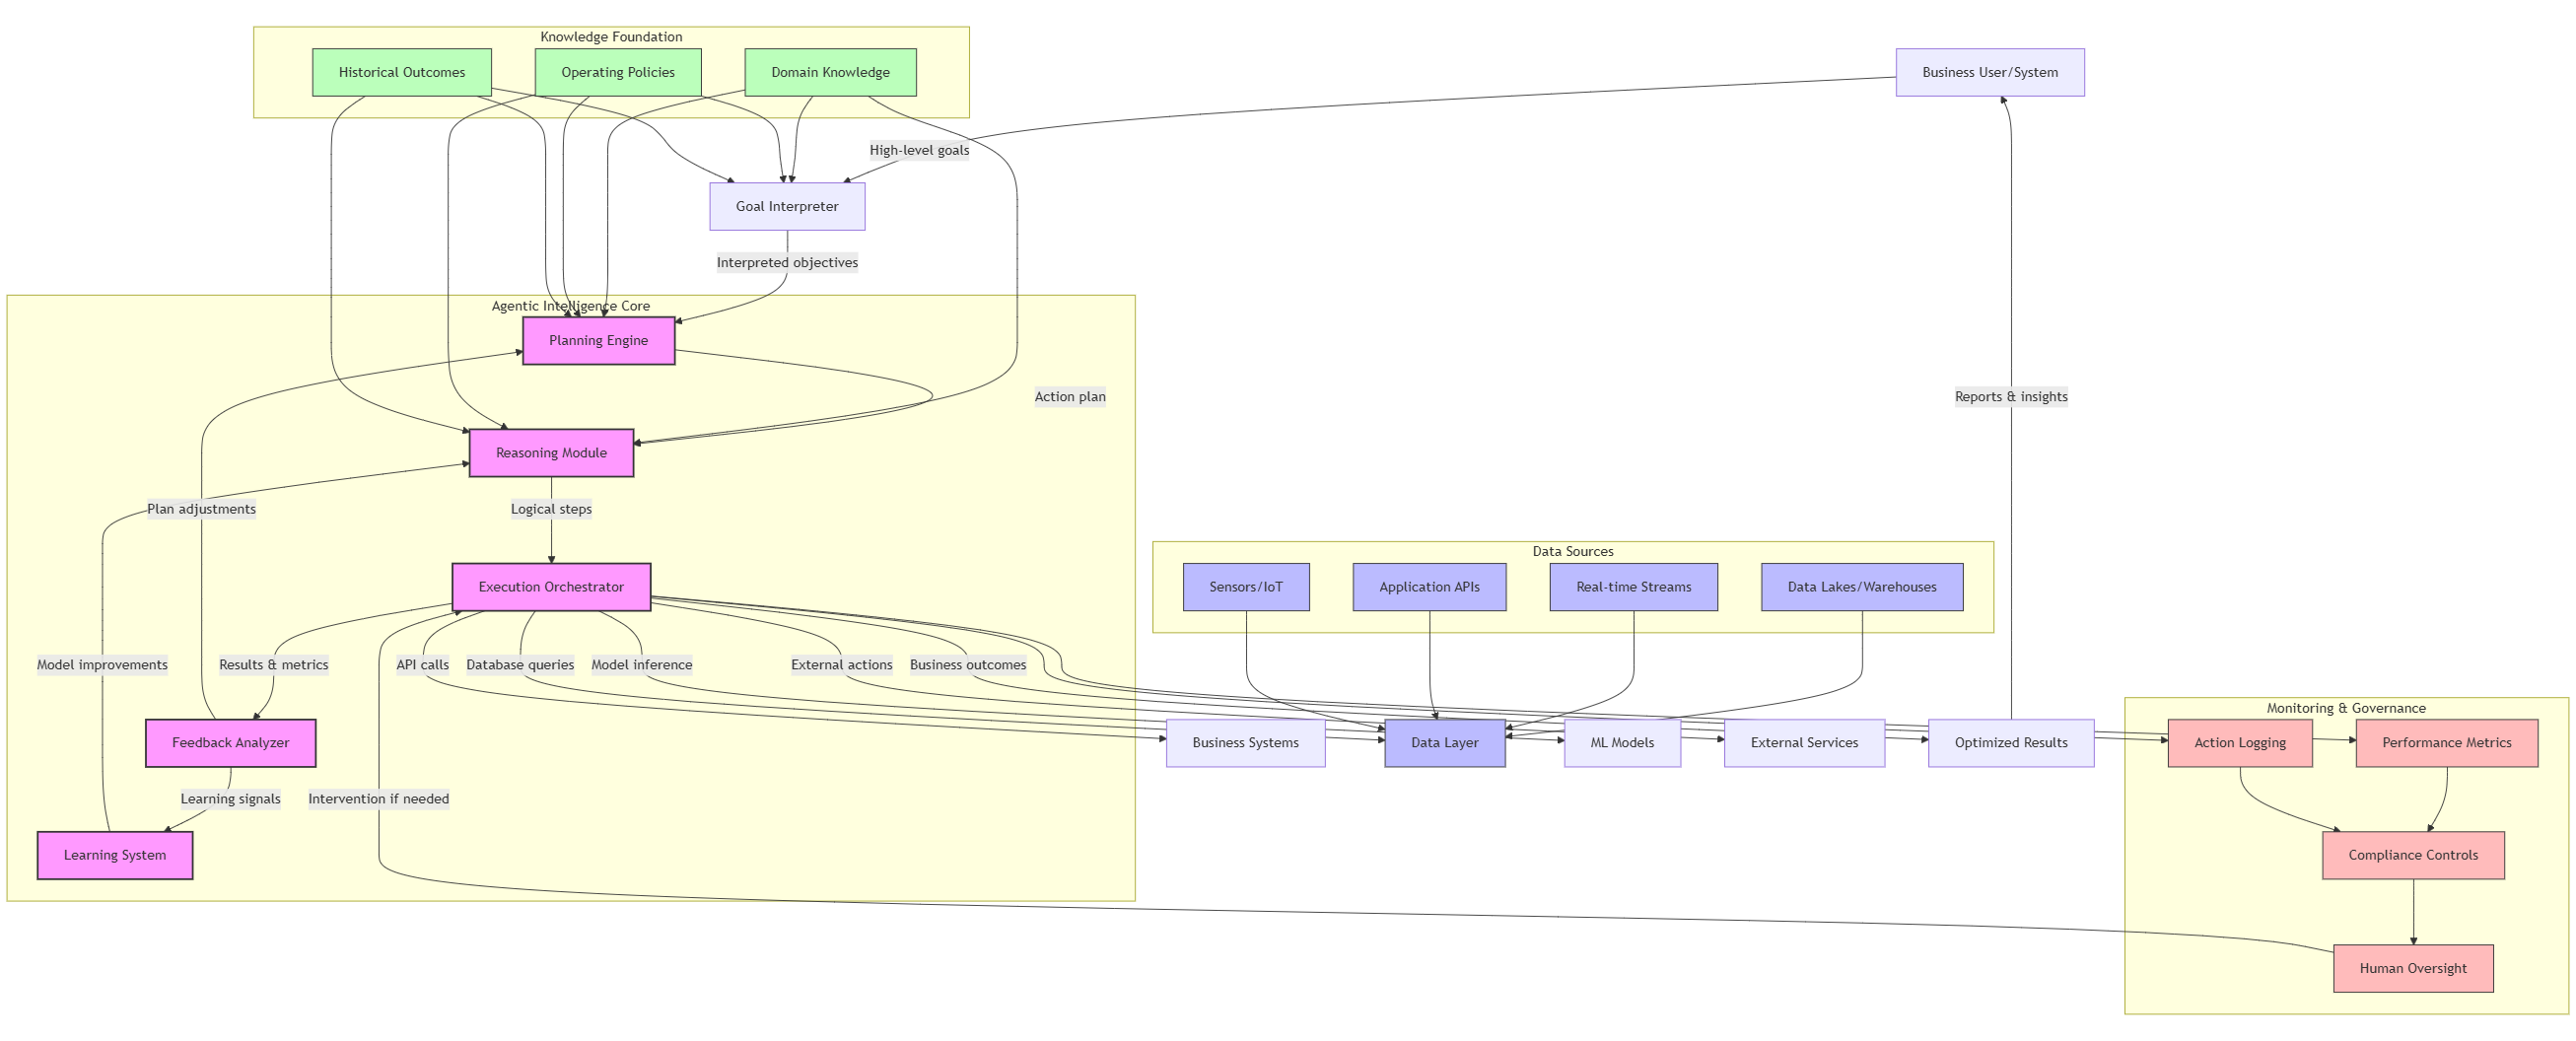 Knowledge Foundation
Historical Outcomes
Operating Policies
Domain Knowledge
Business User/System
High-level goals
Goal Interpreter
Interpreted objectives
Agentic Intelligence Core
Planning Engine
Action plan
Reports & insights
Reasoning Module
Plan adjustments
Logical steps
Data Sources
Execution Orchestrator
Sensors/IoT
Application APIs
Real-time Streams
Data Lakes/Warehouses
Model improvements
Results & metrics
API calls
Database queries
Model inference
External actions
Business outcomes
Monitoring & Governance
Feedback Analyzer
Business Systems
Data Layer
ML Models
External Services
Optimized Results
Action Logging
Performance Metrics
Learning signals
Intervention if needed
Learning System
Compliance Controls
Human Oversight